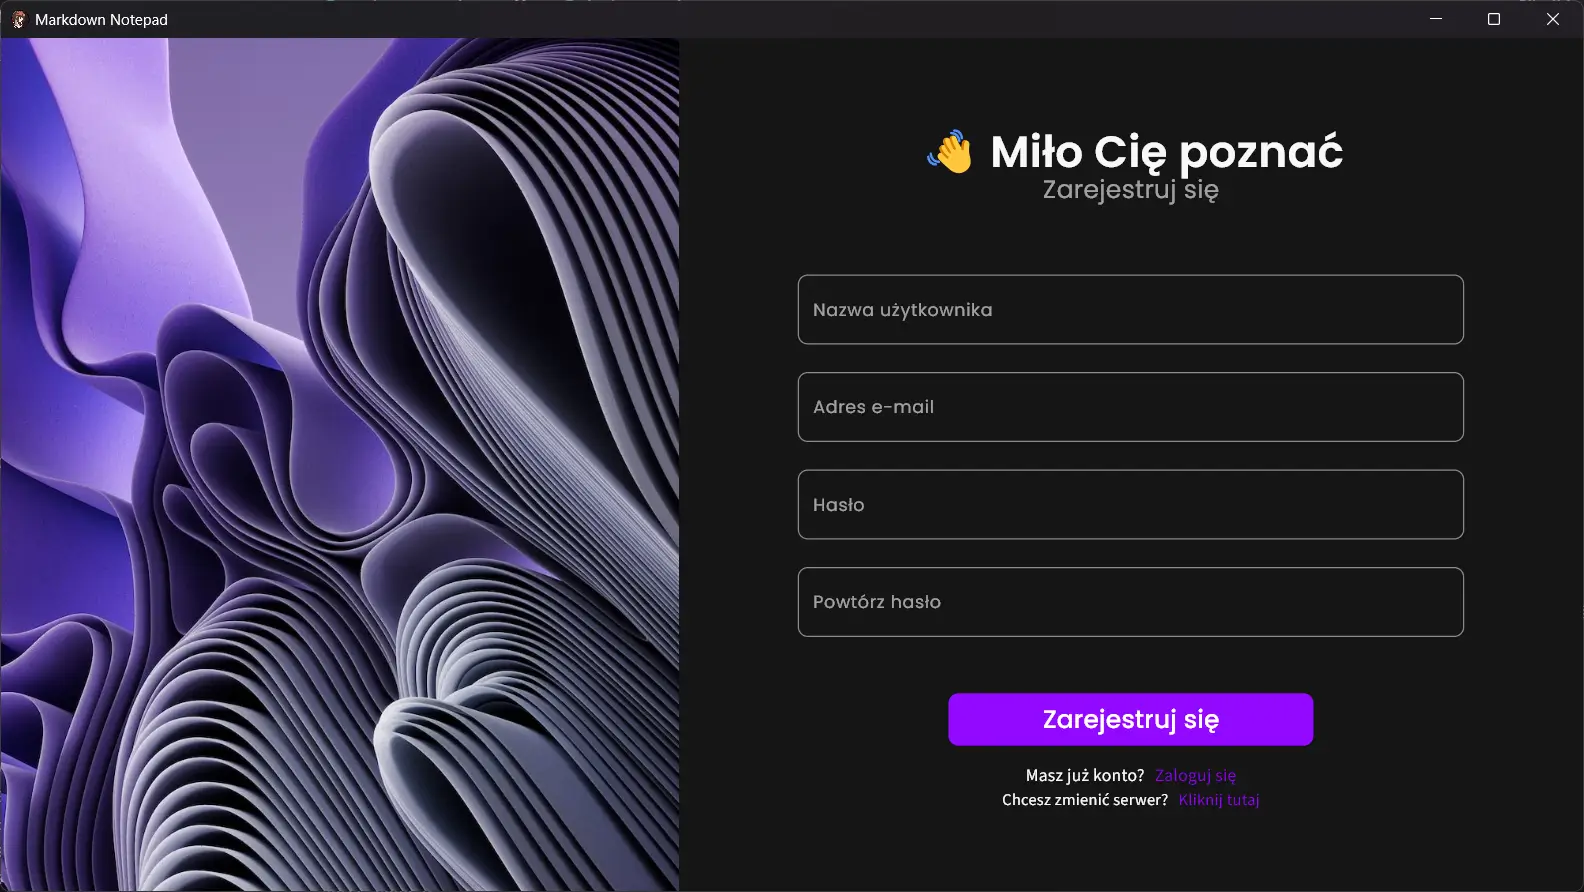 Markdown Notepad
👋 Miło Cię poznać
Zarejestruj się
Nazwa użytkownika
Adres e-mail
Hasło
Powtórz hasło
Zarejestruj się
Masz już konto? Zaloguj się
Chcesz zmienić serwer? Kliknij tutaj